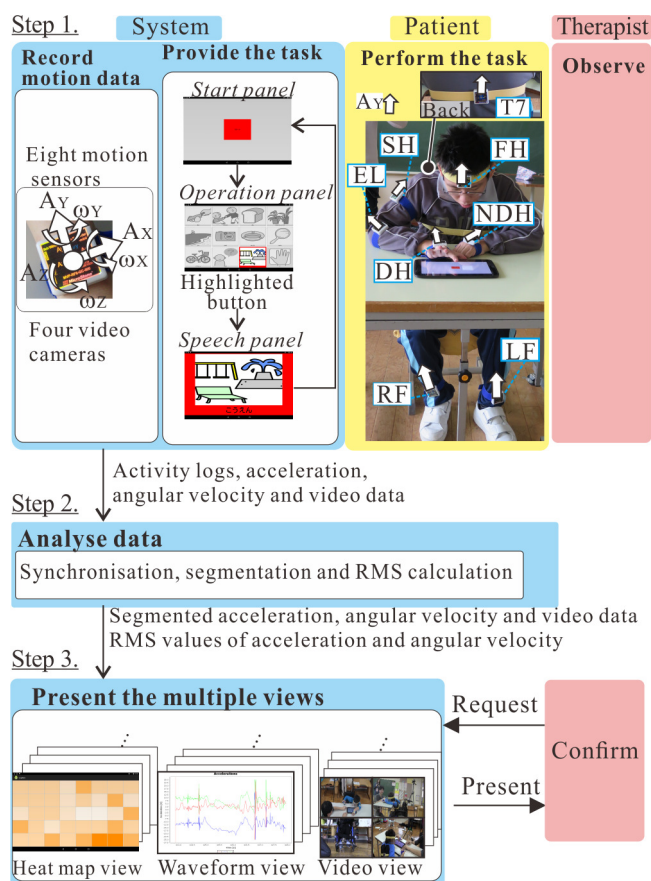 Step 1.
System
Patient
Therapist
Record
motion data
Provide the task
Perform the task
Observe
Start panel
Eight motion
sensors
AY
ωY
AX
ωX
AZ
ωZ
Four video
cameras
Operation panel
Highlighted
button
Speech panel
こうえん
AY
Back
T7
SH
FH
EL
NDH
DH
RF
LF
Activity logs, acceleration,
angular velocity and video data
Step 2.
Analyse data
Synchronisation, segmentation and RMS calculation
Segmented acceleration, angular velocity and video data
RMS values of acceleration and angular velocity
Step 3.
Present the multiple views
Request
Confirm
Present
Heat map view
Waveform view
Video view